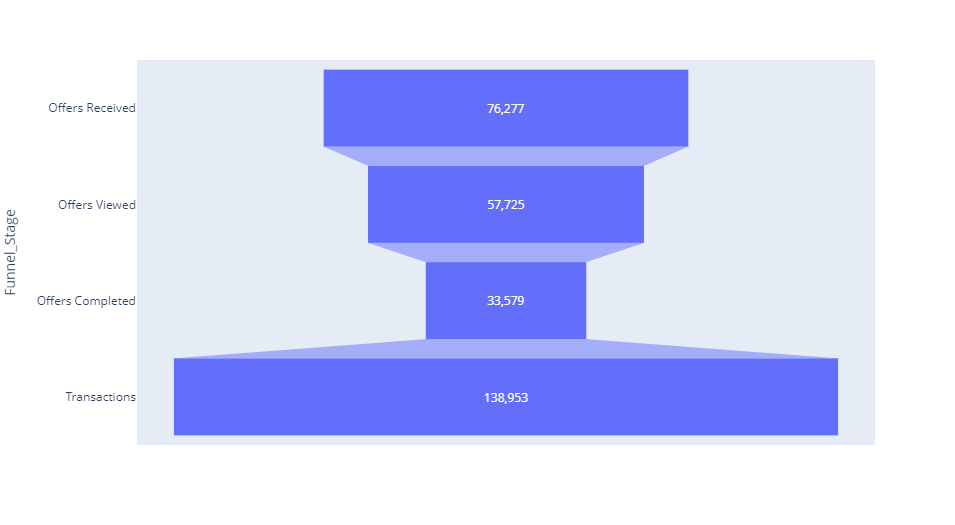 Funnel_Stage
Offers Received
76,277
Offers Viewed
57,725
Offers Completed
33,579
Transactions
138,953